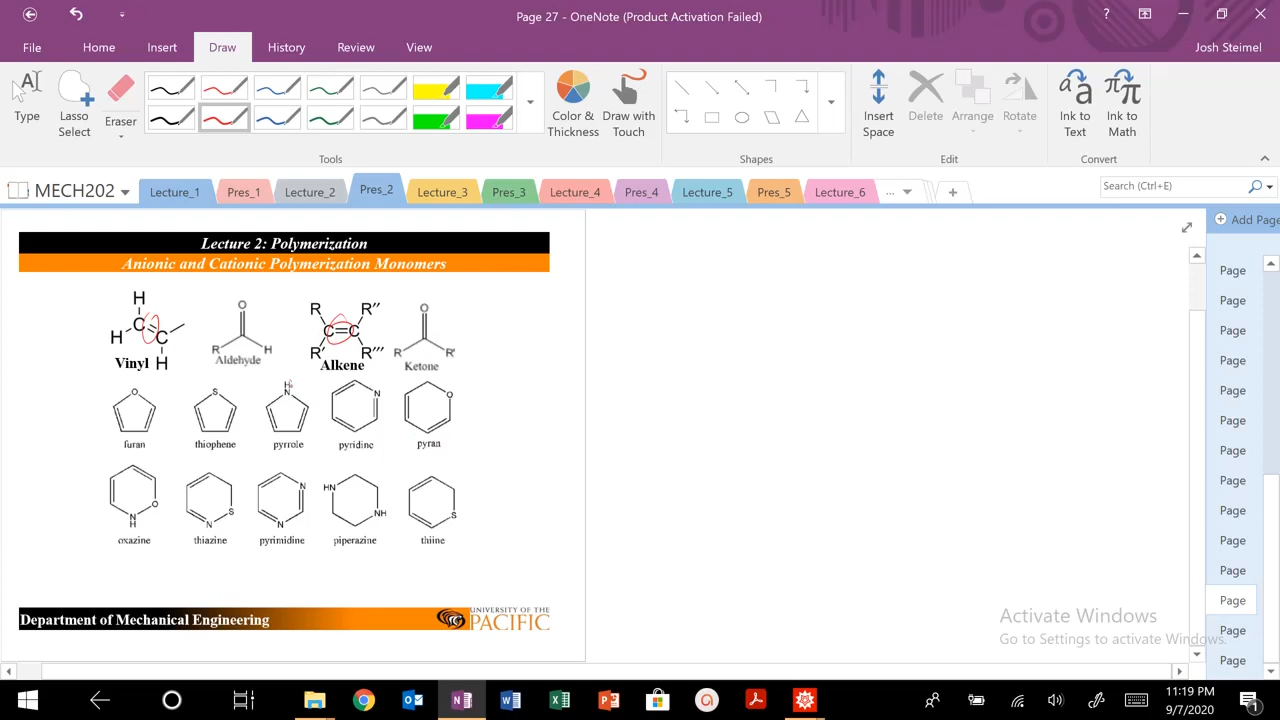 Page 27 - OneNote (Product Activation Failed)
?
File
Home
Insert
Draw
History
Review
View
Josh Steimel
Type
Lasso Select
Eraser
Color & Thickness
Draw with Touch
Insert Space
Delete
Arrange
Rotate
Ink to Text
Ink to Math
Tools
Shapes
Edit
Convert
MECH202
Lecture_1
Pres_1
Lecture_2
Pres_2
Lecture_3
Pres_3
Lecture_4
Pres_4
Lecture_5
Pres_5
Lecture_6
...
Search (Ctrl+E)
Add Page
Lecture 2: Polymerization
Anionic and Cationic Polymerization Monomers
H
H C
C
H
Vinyl
O
R H
Aldehyde
R R′′
C=C
R′ R′′′
Alkene
O
R R′
Ketone
O
furan
S
thiophene
H
N
pyrrole
N
pyridine
O
pyran
O
N
H
oxazine
S
N
thiazine
N
N
pyrimidine
HN
NH
piperazine
S
thiine
Department of Mechanical Engineering
UNIVERSITY OF THE
PACIFIC
Page
Page
Page
Page
Page
Page
Page
Page
Page
Page
Page
Page
Page
Page
Activate Windows
Go to Settings to activate Windows.
11:19 PM
9/7/2020
1